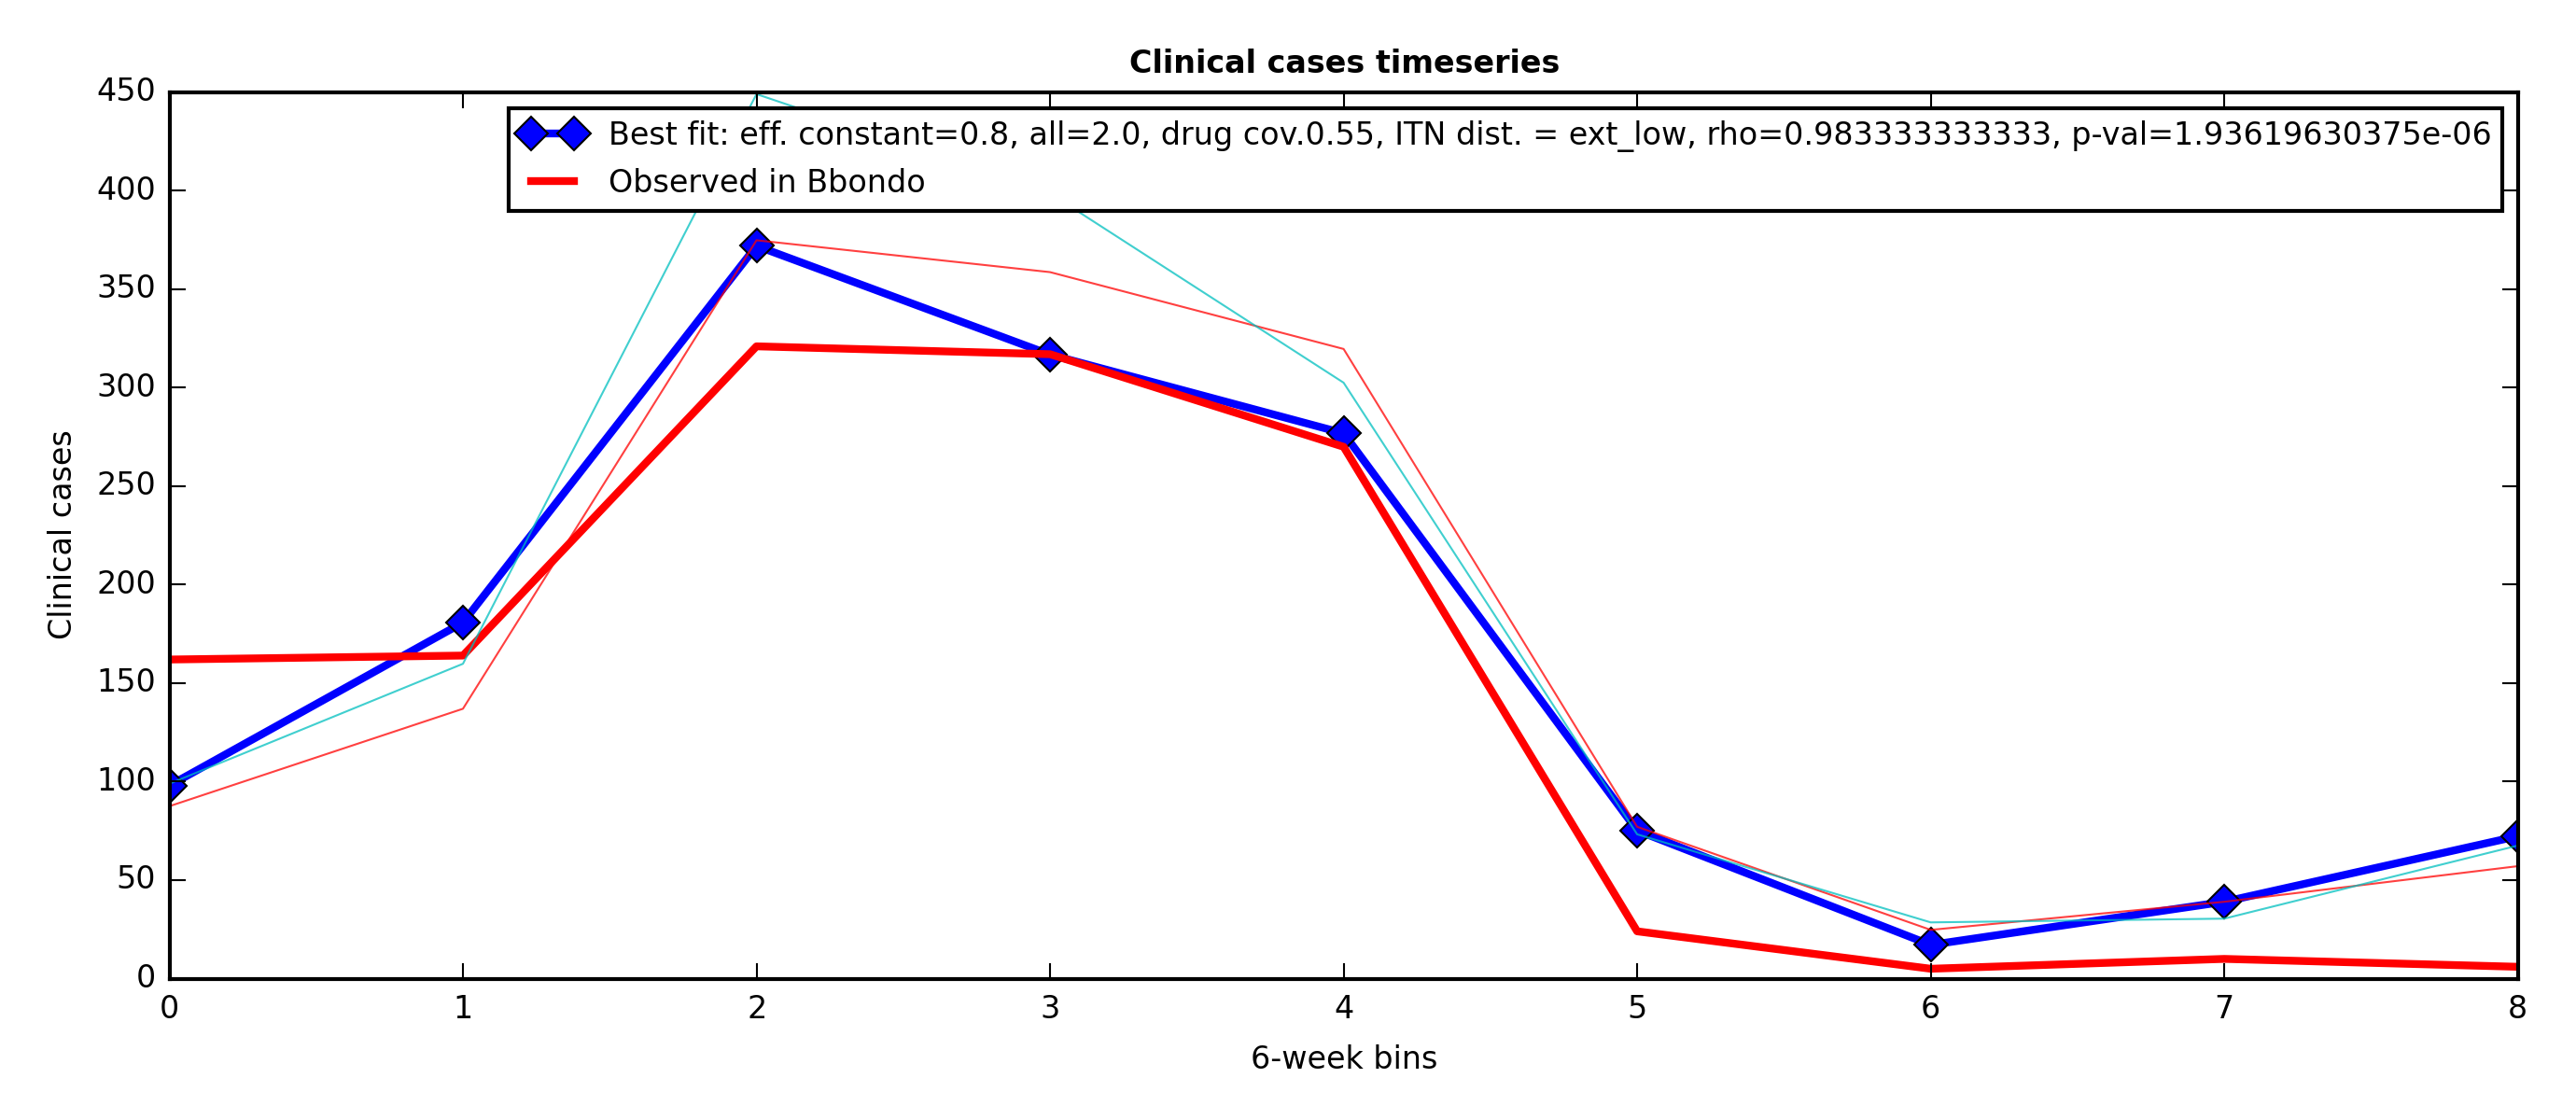 Clinical cases timeseries
Best fit: eff. constant=0.8, all=2.0, drug cov.0.55, ITN dist. = ext_low, rho=0.983333333333, p-val=1.93619630375e-06
Observed in Bbondo
450
400
350
300
250
200
150
100
50
0
Clinical cases
0 1 2 3 4 5 6 7 8
6-week bins